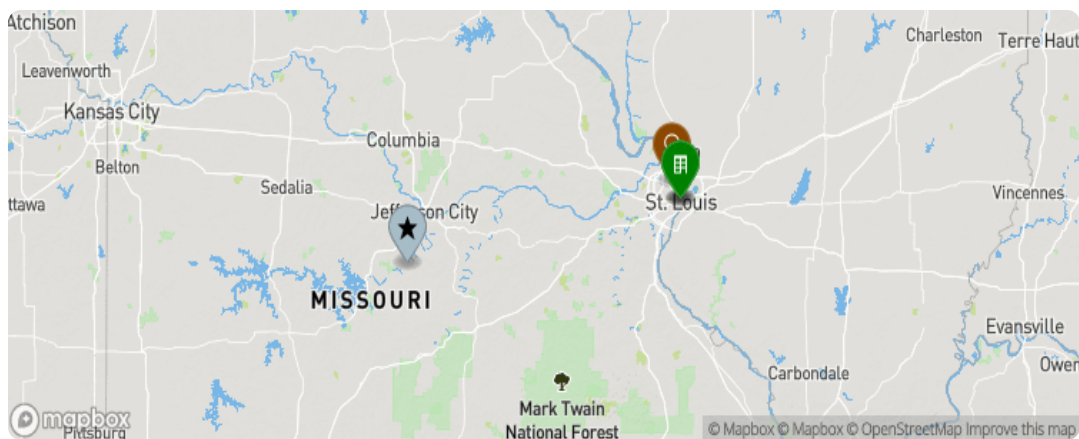 Atchison
Charleston
Terre Haut
Leavenworth
Kansas City
Columbia
Belton
Sedalia
ttawa
Vincennes
St. Louis
Jefferson City
MISSOURI
Evansville
Owen
Carbondale
Mark Twain
National Forest
mapbox
Pittsburg
© Mapbox © Mapbox © OpenStreetMap Improve this map